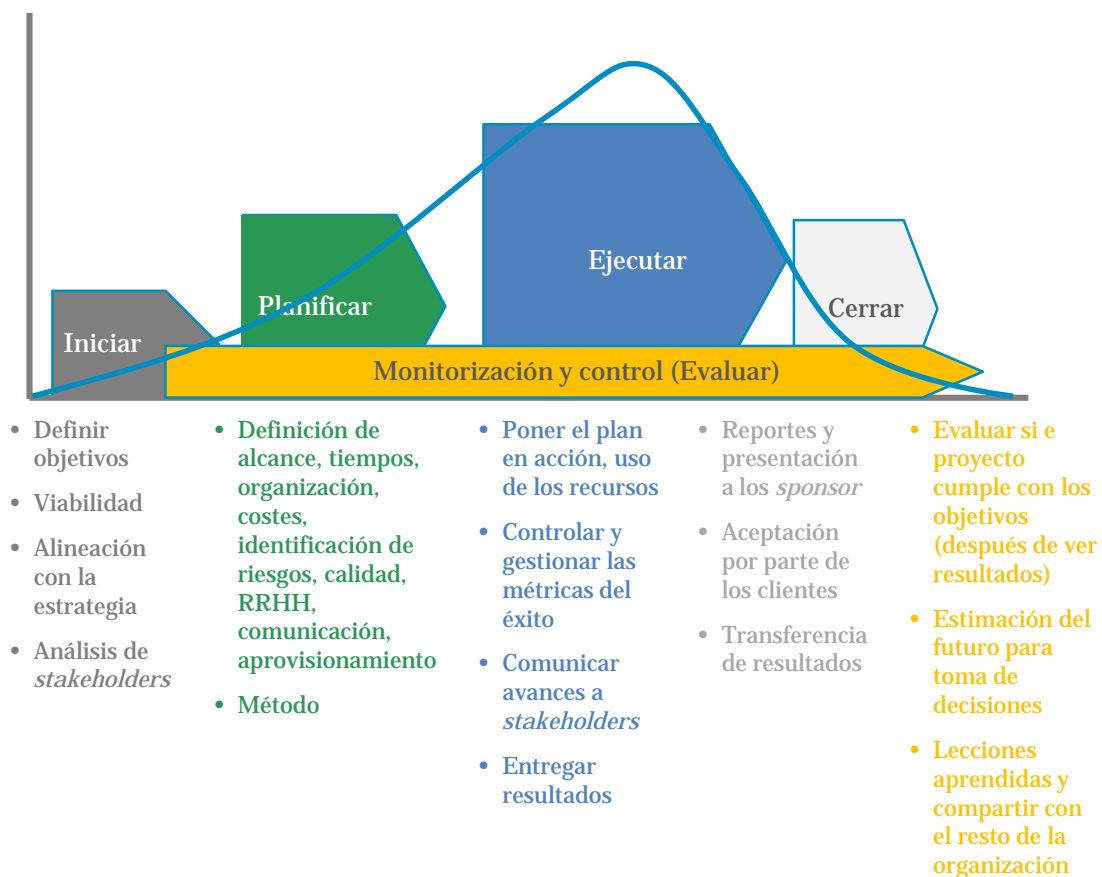 Iniciar
Planificar
Ejecutar
Cerrar
Monitorización y control (Evaluar)
• Definir
objetivos
• Viabilidad
• Alineación
con la
estrategia
• Análisis de
stakeholders
• Definición de
alcance, tiempos,
organización,
costes,
identificación de
riesgos, calidad,
RRHH,
comunicación,
aprovisionamiento
• Método
• Poner el plan
en acción, uso
de los recursos
• Controlar y
gestionar las
métricas del
éxito
• Comunicar
avances a
stakeholders
• Entregar
resultados
• Reportes y
presentación
a los sponsor
• Aceptación
por parte de
los clientes
• Transferencia
de resultados
• Evaluar si e
proyecto
cumple con los
objetivos
(después de ver
resultados)
• Estimación del
futuro para
toma de
decisiones
• Lecciones
aprendidas y
compartir con
el resto de la
organización